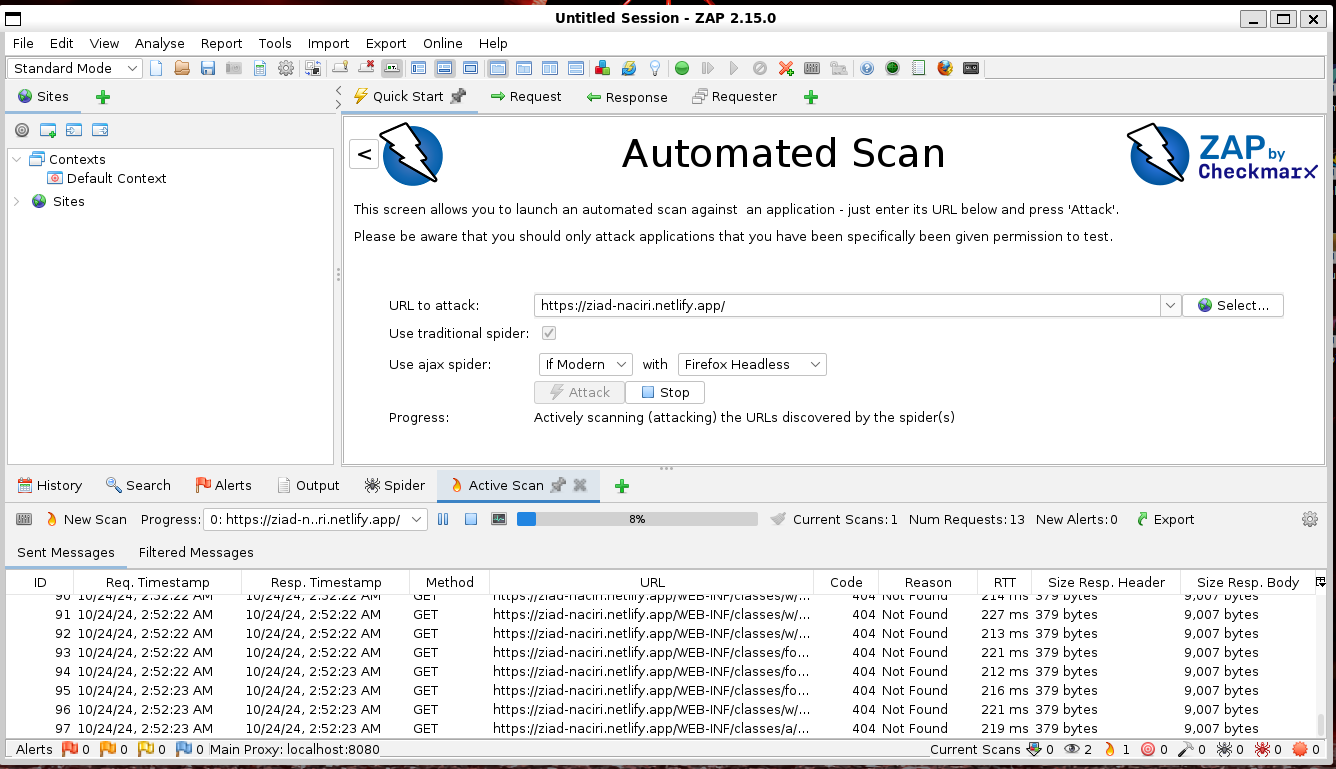 Untitled Session - ZAP 2.15.0
File Edit View Analyse Report Tools Import Export Online Help
Standard Mode
Sites
Quick Start Request Response Requester
< Automated Scan ZAP by Checkmarx
Contexts
Default Context
Sites
This screen allows you to launch an automated scan against  an application - just enter its URL below and press 'Attack'.
Please be aware that you should only attack applications that you have been specifically been given permission to test.
URL to attack: https://ziad-naciri.netlify.app/ Select...
Use traditional spider:
Use ajax spider: If Modern with Firefox Headless
Attack Stop
Progress: Actively scanning (attacking) the URLs discovered by the spider(s)
History Search Alerts Output Spider Active Scan
New Scan Progress: 0: https://ziad-n..ri.netlify.app/ 8% Current Scans: 1 Num Requests: 13 New Alerts: 0 Export
Sent Messages Filtered Messages
ID Req. Timestamp Resp. Timestamp Method URL Code Reason RTT Size Resp. Header Size Resp. Body
90 10/24/24, 2:52:22 AM 10/24/24, 2:52:22 AM GET https://ziad-naciri.netlify.app/WEB-INF/classes/w/... 404 Not Found 214 ms 379 bytes 9,007 bytes
91 10/24/24, 2:52:22 AM 10/24/24, 2:52:22 AM GET https://ziad-naciri.netlify.app/WEB-INF/classes/w/... 404 Not Found 227 ms 379 bytes 9,007 bytes
92 10/24/24, 2:52:22 AM 10/24/24, 2:52:22 AM GET https://ziad-naciri.netlify.app/WEB-INF/classes/w/... 404 Not Found 213 ms 379 bytes 9,007 bytes
93 10/24/24, 2:52:22 AM 10/24/24, 2:52:22 AM GET https://ziad-naciri.netlify.app/WEB-INF/classes/fo... 404 Not Found 221 ms 379 bytes 9,007 bytes
94 10/24/24, 2:52:23 AM 10/24/24, 2:52:23 AM GET https://ziad-naciri.netlify.app/WEB-INF/classes/fo... 404 Not Found 212 ms 379 bytes 9,007 bytes
95 10/24/24, 2:52:23 AM 10/24/24, 2:52:23 AM GET https://ziad-naciri.netlify.app/WEB-INF/classes/fo... 404 Not Found 216 ms 379 bytes 9,007 bytes
96 10/24/24, 2:52:23 AM 10/24/24, 2:52:23 AM GET https://ziad-naciri.netlify.app/WEB-INF/classes/w/... 404 Not Found 221 ms 379 bytes 9,007 bytes
97 10/24/24, 2:52:23 AM 10/24/24, 2:52:23 AM GET https://ziad-naciri.netlify.app/WEB-INF/classes/a/... 404 Not Found 219 ms 379 bytes 9,007 bytes
Alerts 0 0 0 0 Main Proxy: localhost:8080 Current Scans 0 2 1 0 0 0 0 0